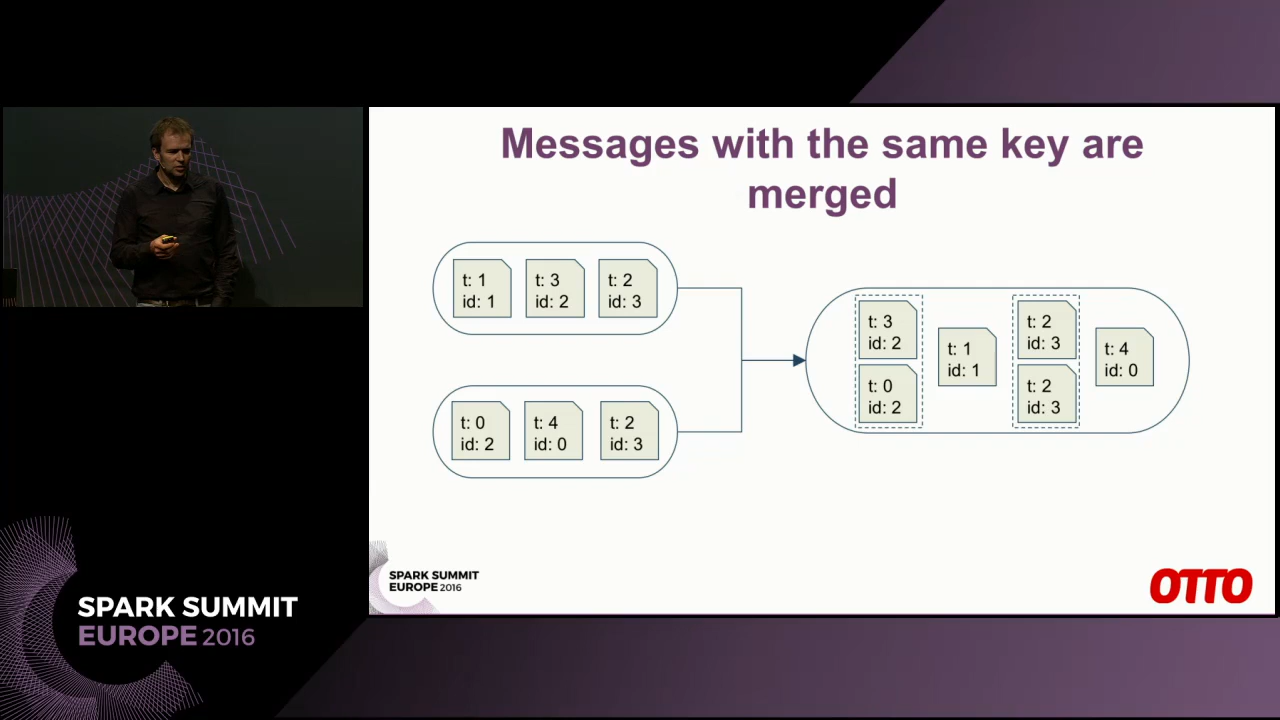 Messages with the same key are
merged
t: 1
id: 1
t: 3
id: 2
t: 2
id: 3
t: 0
id: 2
t: 4
id: 0
t: 2
id: 3
t: 3
id: 2
t: 0
id: 2
t: 1
id: 1
t: 2
id: 3
t: 2
id: 3
t: 4
id: 0
SPARK SUMMIT
EUROPE 2016
OTTO
SPARK SUMMIT
EUROPE 2016